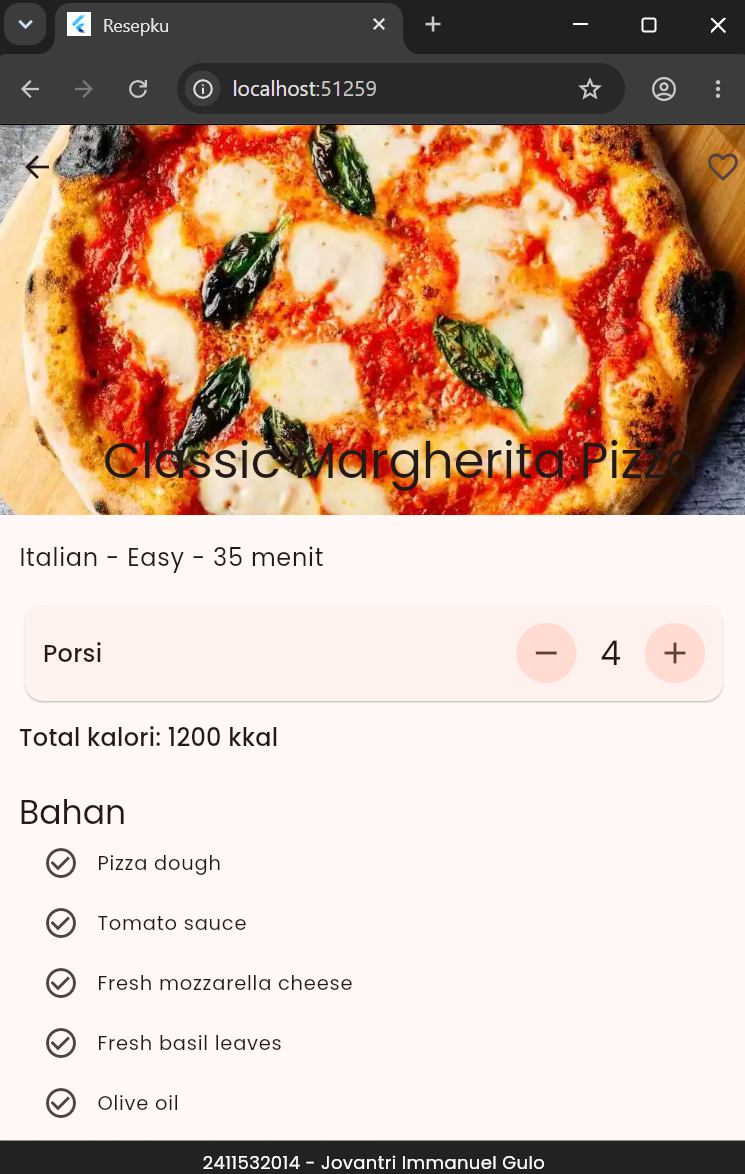 Resepku
localhost:51259
Classic Margherita Pizza
Italian - Easy - 35 menit
Porsi
4
Total kalori: 1200 kkal
Bahan
Pizza dough
Tomato sauce
Fresh mozzarella cheese
Fresh basil leaves
Olive oil
2411532014 - Jovantri Immanuel Gulo